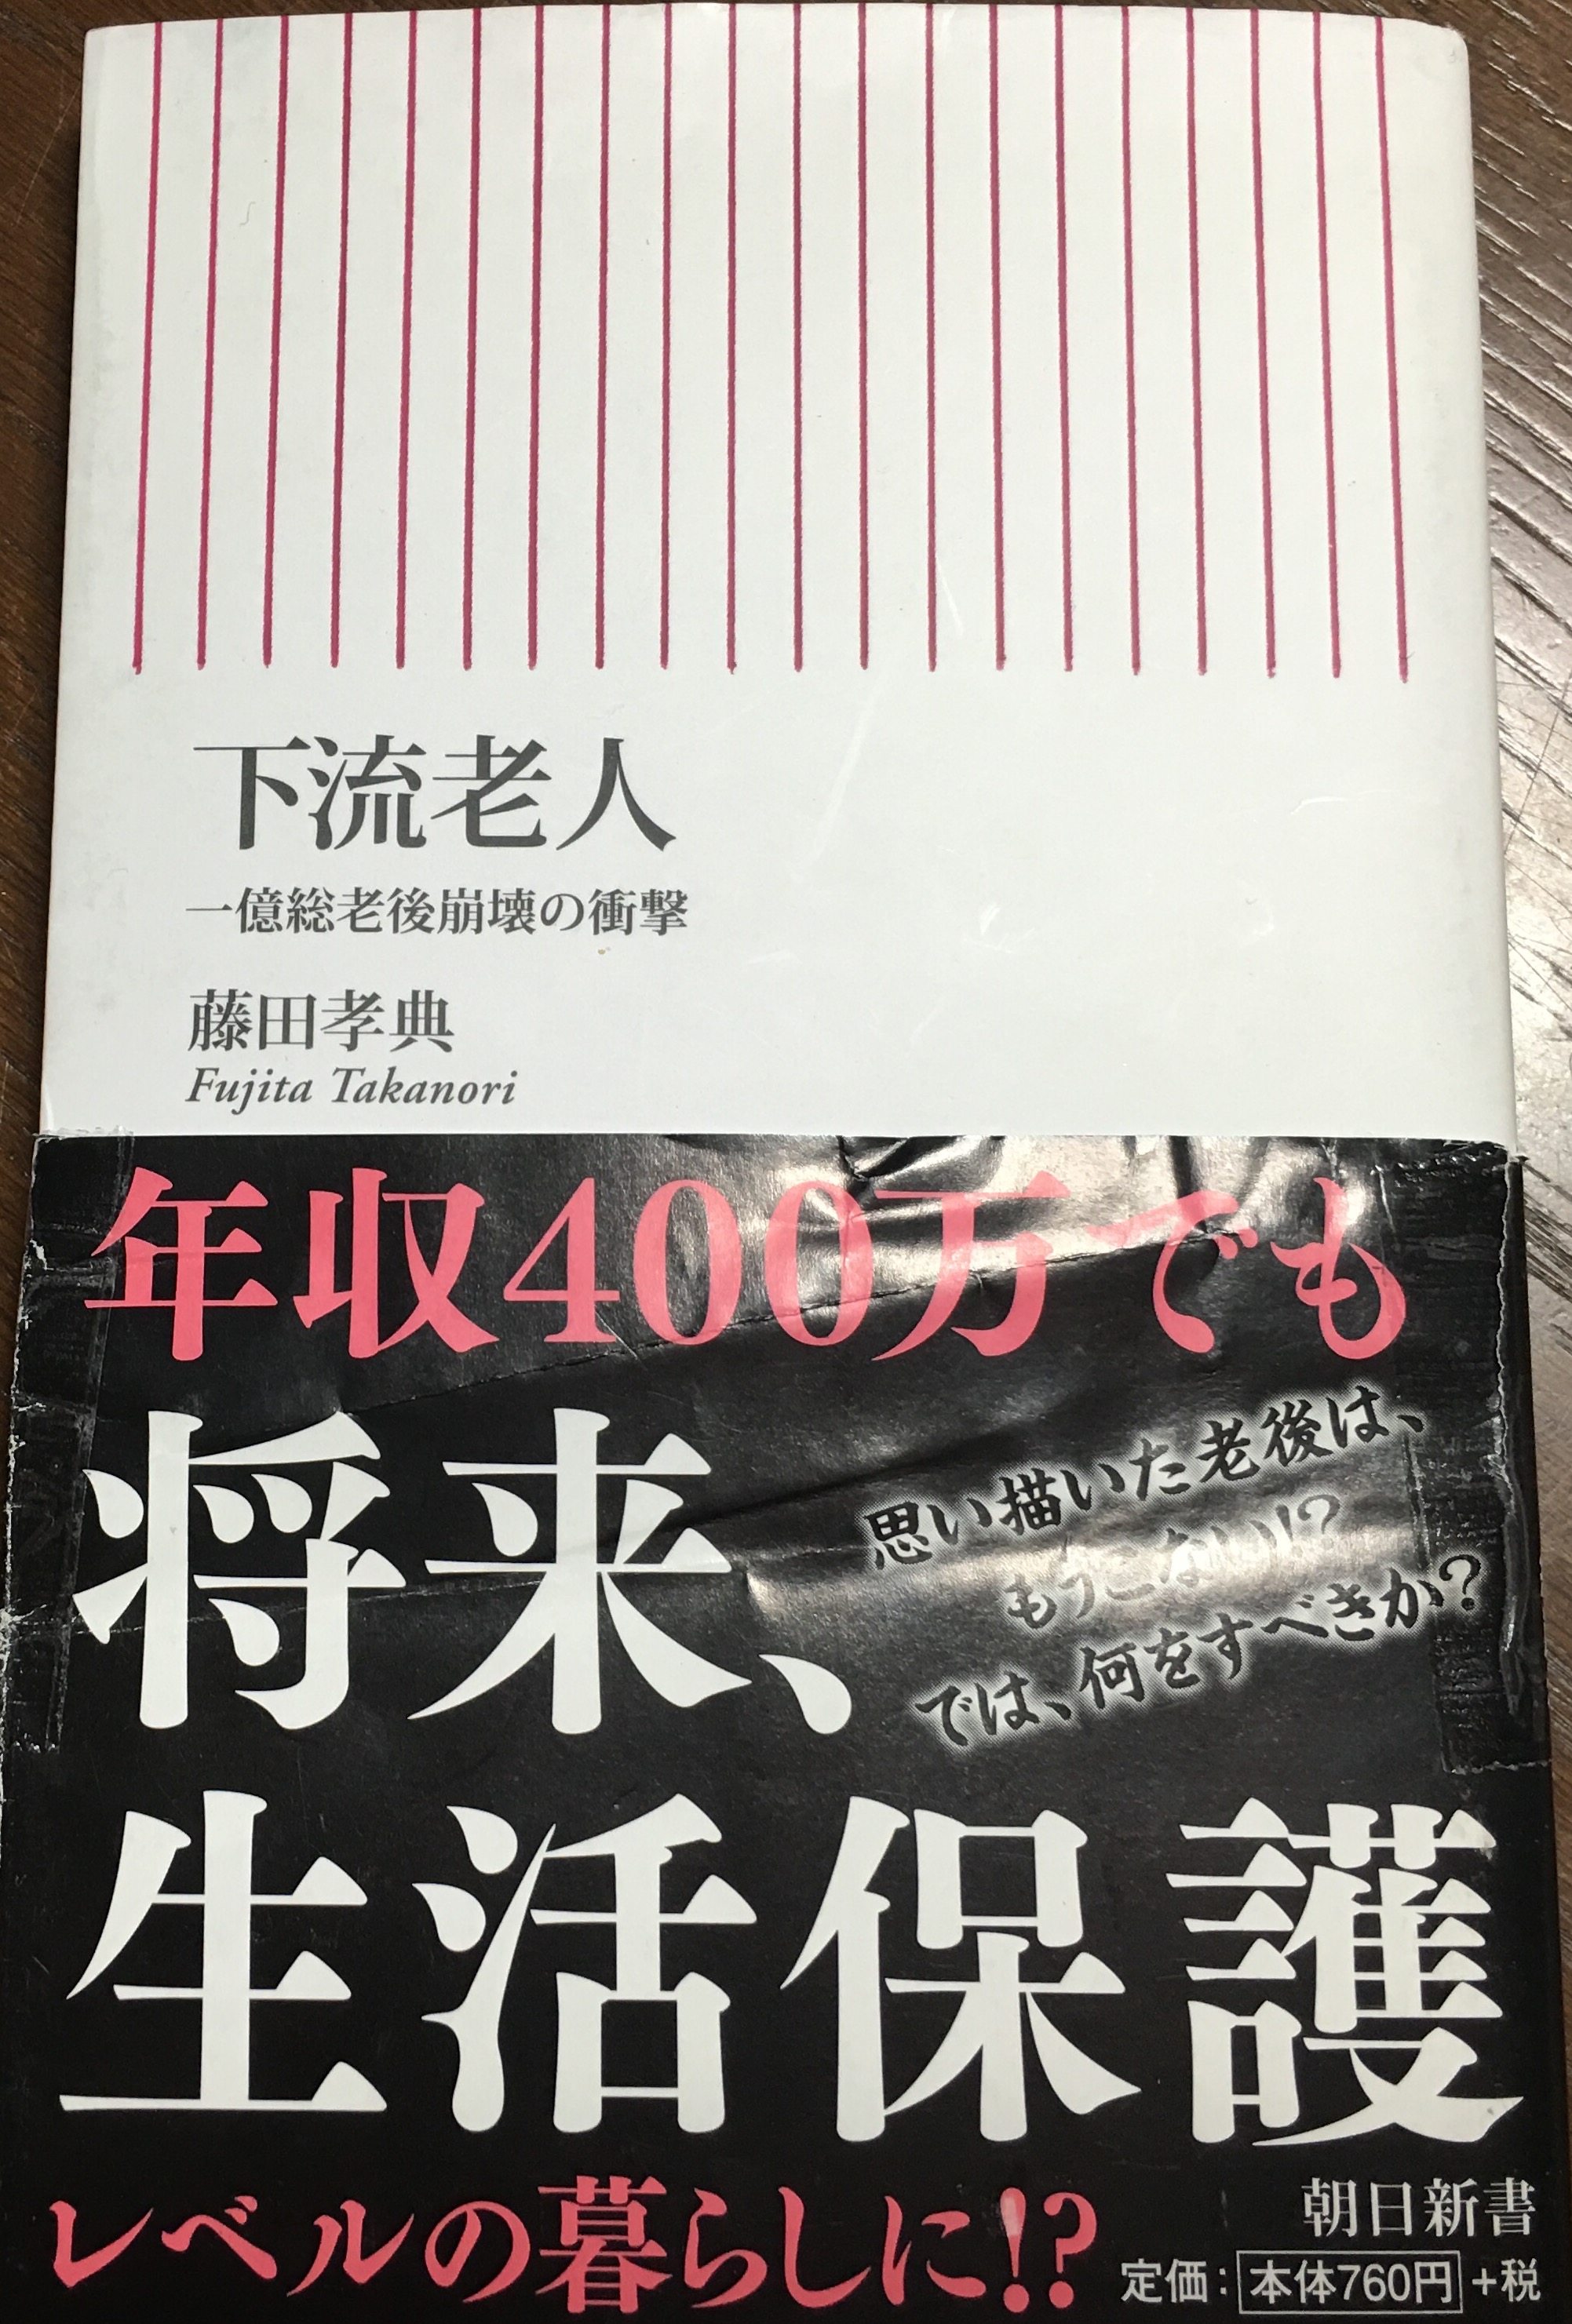 下流老人
一億総老後崩壊の衝撃
藤田孝典
Fujita Takanori
年収400万でも
将来、
思い描いた老後は、
もうこない!?
では、何をすべきか?
生活保護
レベルの暮らしに!?
朝日新書
定価:本体760円+税